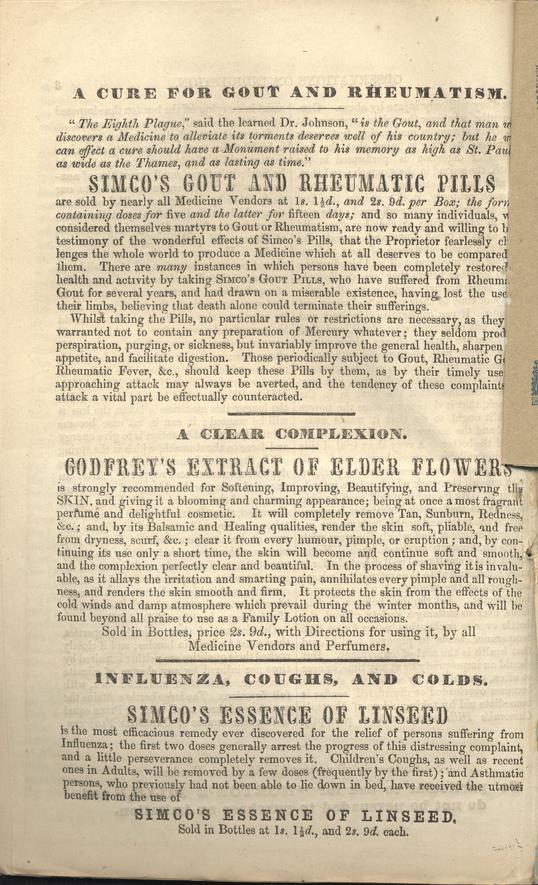 A CURE FOR GOUT AND RHEUMATISM.
"The Eighth Plague," said the learned Dr. Johnson, "is the Gout, and that man
discovers a Medicine to alleviate its torments deserves well of his country; but he
can effect a cure should have a Monument raised to his memory as high as St.
as wide as the Thames, and as lasting as time."
SIMCO'S GOUT AND RHEUMATIC PILLS
are sold by nearly all Medicine Vendors at 1s. 1½d., and 2s. 9d. per Box; the
containing doses for five and the latter for fifteen days; and so many individuals,
considered themselves martyrs to Gout or Rheumatism, are now ready and willing to
testimony of the wonderful effects of Simco's Pills, that the Proprietor fearlessly
lenges the whole world to produce a Medicine which at all deserves to be compared
them. There are many instances in which persons have been completely restored
health and activity by taking SIMCO'S GOUT PILLS, who have suffered from
Gout for several years, and had drawn on a miserable existence, having lost the use
their limbs, believing that death alone could terminate their sufferings.
Whilst taking the Pills, no particular rules or restrictions are necessary, as they
warranted not to contain any preparation of Mercury whatever; they seldom
perspiration, purging, or sickness, but invariably improve the general health, sharpen
appetite, and facilitate digestion. Those periodically subject to Gout, Rheumatic
Rheumatic Fever, &c., should keep these Pills by them, as by their timely use
approaching attack may always be averted, and the tendency of these complaints
attack a vital part be effectually counteracted.
A CLEAR COMPLEXION.
GODFREY'S EXTRACT OF ELDER FLOWERS
is strongly recommended for Softening, Improving, Beautifying, and Preserving the
SKIN, and giving it a blooming and charming appearance; being at once a most fragrant
perfume and delightful cosmetic. It will completely remove Tan, Sunburn, Redness,
&c.; and, by its Balsamic and Healing qualities, render the skin soft, pliable, and free
from dryness, scurf, &c.; clear it from every humour, pimple, or eruption; and, by con-
tinuing its use only a short time, the skin will become and continue soft and smooth,
and the complexion perfectly clear and beautiful. In the process of shaving it is invalu-
able, as it allays the irritation and smarting pain, annihilates every pimple and all rough-
ness, and renders the skin smooth and firm. It protects the skin from the effects of the
cold winds and damp atmosphere which prevail during the winter months, and will be
found beyond all praise to use as a Family Lotion on all occasions.
Sold in Bottles, price 2s. 9d., with Directions for using it, by all
Medicine Vendors and Perfumers.
INFLUENZA, COUGHS, AND COLDS.
SIMCO'S ESSENCE OF LINSEED
is the most efficacious remedy ever discovered for the relief of persons suffering from
Influenza; the first two doses generally arrest the progress of this distressing complaint,
and a little perseverance completely removes it. Children's Coughs, as well as recent
ones in Adults, will be removed by a few doses (frequently by the first); and Asthmatic
persons, who previously had not been able to lie down in bed, have received the utmost
benefit from the use of
SIMCO'S ESSENCE OF LINSEED,
Sold in Bottles at 1s. 1½d., and 2s. 9d. each.